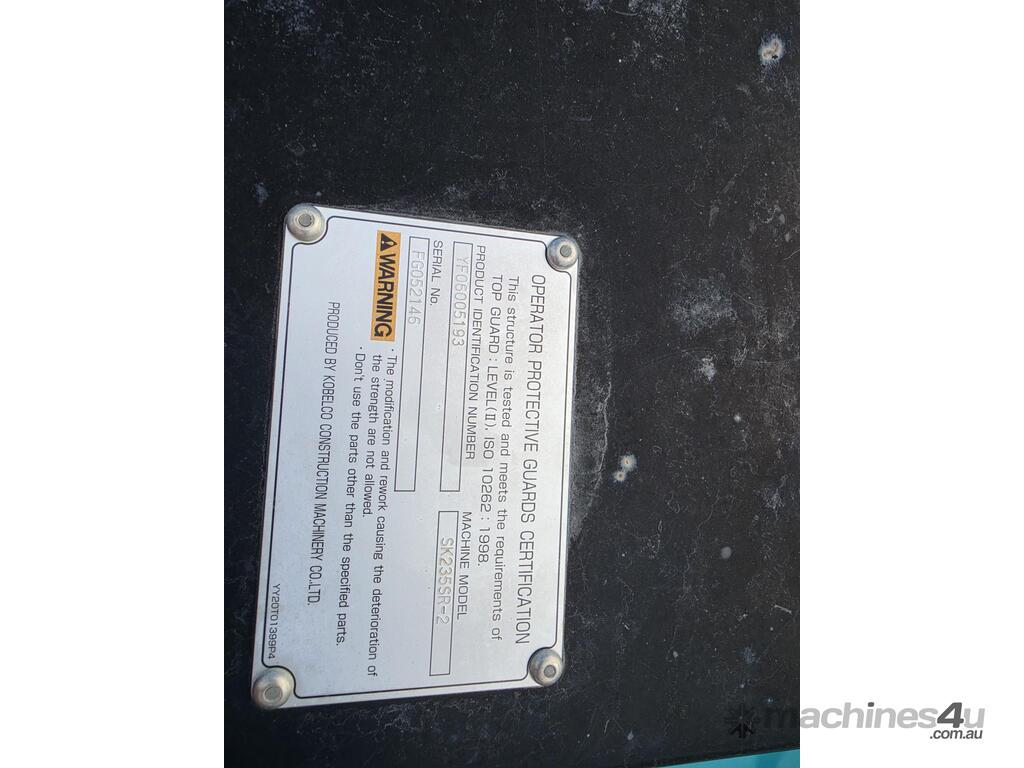 OPERATOR PROTECTIVE GUARDS CERTIFICATION
This structure is tested and meets the requirements of
TOP GUARD : LEVEL(II), ISO 10262 : 1998.
PRODUCT IDENTIFICATION NUMBER
YF06005193
MACHINE MODEL
SK235SR-2
SERIAL No.
FG052146
WARNING
· The modification and rework causing the deterioration of
the strength are not allowed.
· Don't use the parts other than the specified parts.
PRODUCED BY KOBELCO CONSTRUCTION MACHINERY CO.,LTD.
YY20T01399P4
machines4u
.com.au